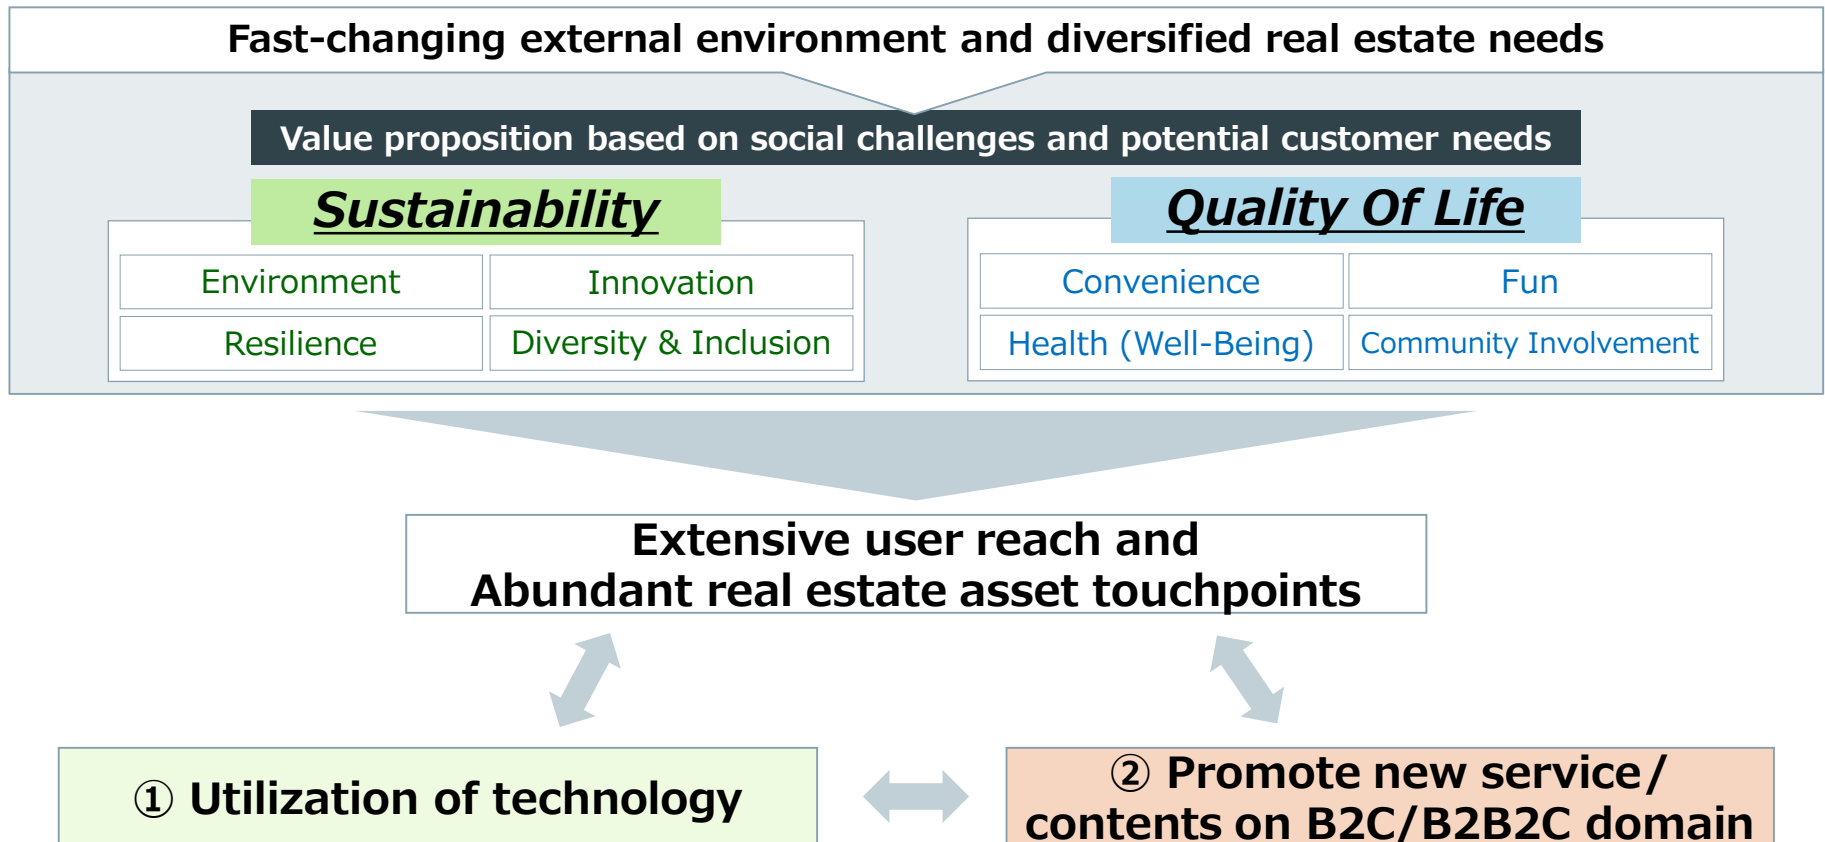 Fast-changing external environment and diversified real estate needs
Value proposition based on social challenges and potential customer needs
Sustainability
Environment
Innovation
Resilience
Diversity & Inclusion
Quality Of Life
Convenience
Fun
Health (Well-Being)
Community Involvement
Extensive user reach and
Abundant real estate asset touchpoints
① Utilization of technology
② Promote new service/
contents on B2C/B2B2C domain